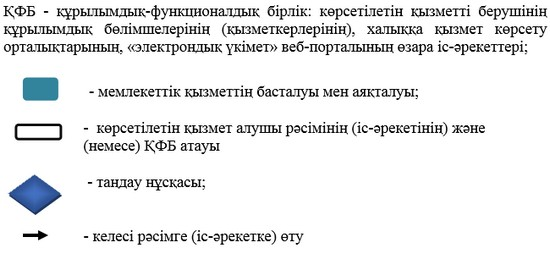 ҚФБ - құрылымдық-функционалдық бірлік: көрсетілетін қызметті берушінің
құрылымдық бөлімшелерінің (қызметкерлерінің), халыққа қызмет көрсету
орталықтарының, «электрондық үкімет» веб-порталының өзара іс-әрекеттері;
- мемлекеттік қызметтің басталуы мен аяқталуы;
- көрсетілетін қызмет алушы рәсімінің (іс-әрекетінің) және
(немесе) ҚФБ атауы
- таңдау нұсқасы;
- келесі рәсімге (іс-әрекетке) өту